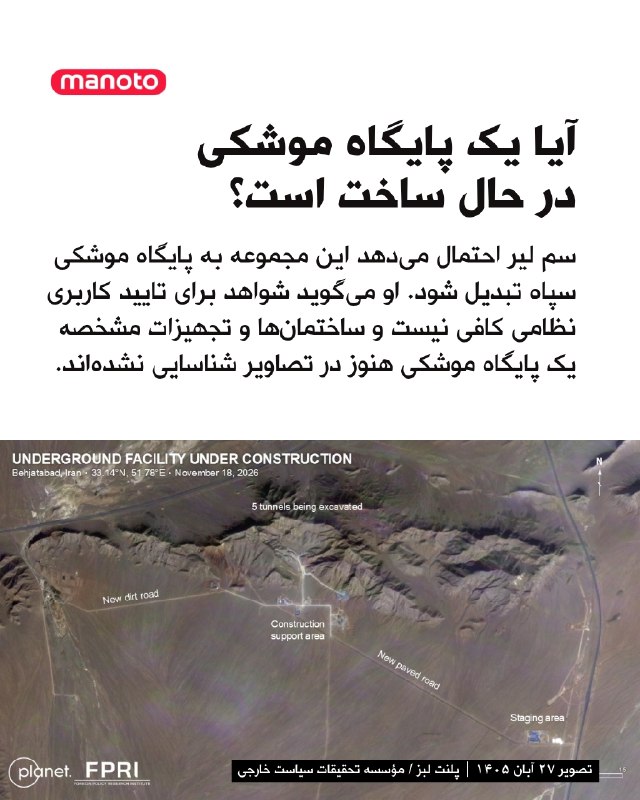 manoto
آیا یک پایگاه موشکی
در حال ساخت است؟
سم لیر احتمال می‌دهد این مجموعه به پایگاه موشکی
سپاه تبدیل شود. او می‌گوید شواهد برای تایید کاربری
نظامی کافی نیست و ساختمان‌ها و تجهیزات مشخصه
یک پایگاه موشکی هنوز در تصاویر شناسایی نشده‌اند.
UNDERGROUND FACILITY UNDER CONSTRUCTION
Behjatabad, Iran • 33.14°N, 51.78°E • November 18, 2026
N
5 tunnels being excavated
New dirt road
Construction
support area
New paved road
Staging area
planet. FPRI
FOREIGN POLICY RESEARCH INSTITUTE
تصویر ۲۷ آبان ۱۴۰۵ | پلنت لبز / مؤسسه تحقیقات سیاست خارجی